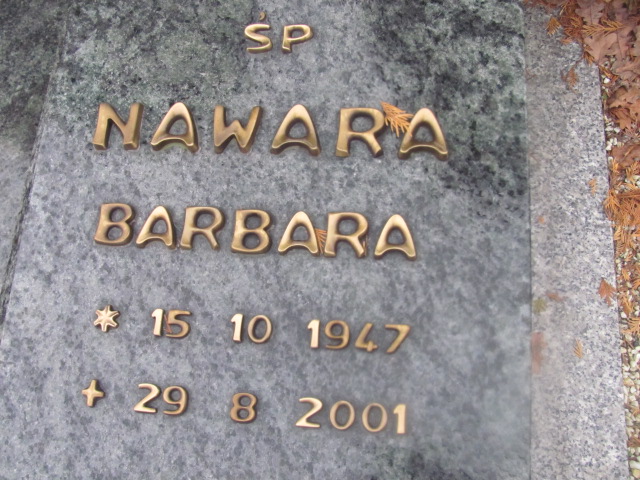 ŚP
NAWARA
BARBARA
* 15 10 1947
+ 29 8 2001